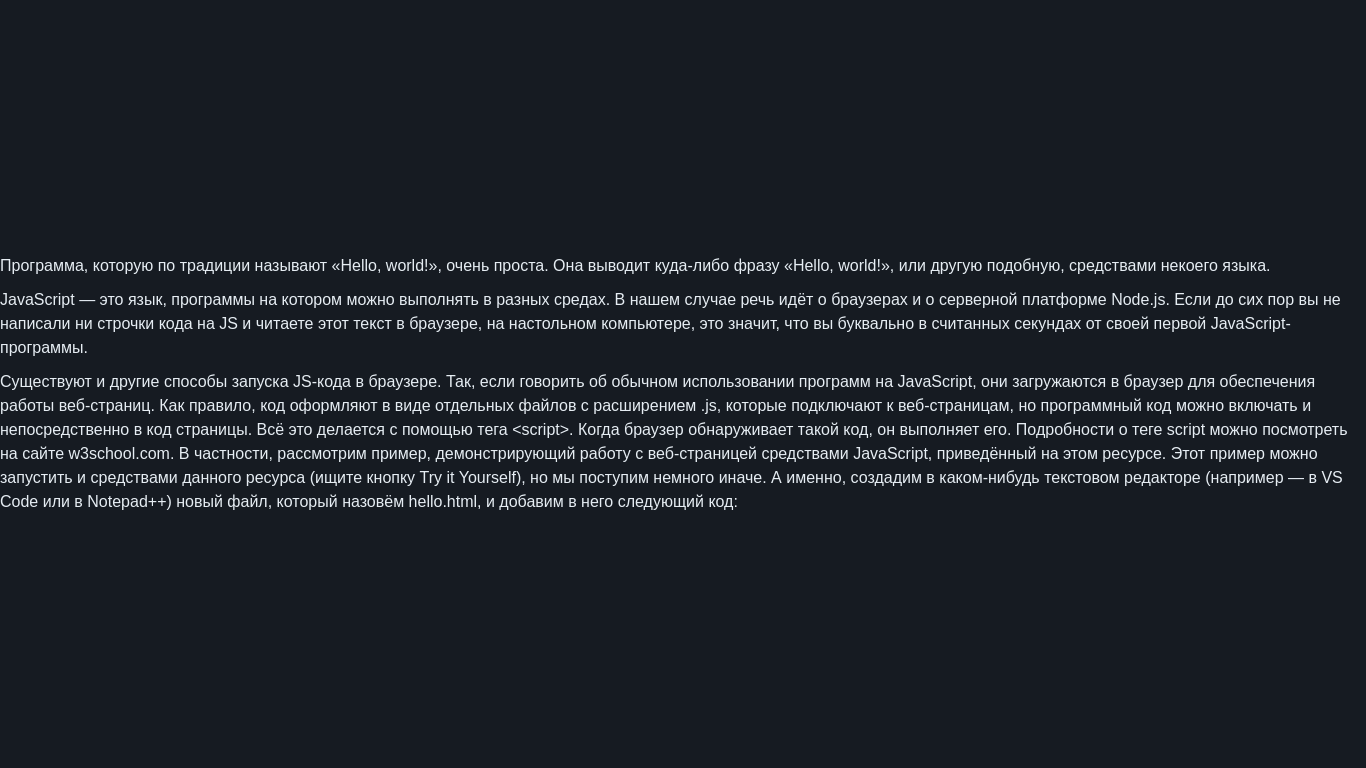 Программа, которую по традиции называют «Hello, world!», очень проста. Она выводит куда-либо фразу «Hello, world!», или другую подобную, средствами некоего языка.
JavaScript — это язык, программы на котором можно выполнять в разных средах. В нашем случае речь идёт о браузерах и о серверной платформе Node.js. Если до сих пор вы не
написали ни строчки кода на JS и читаете этот текст в браузере, на настольном компьютере, это значит, что вы буквально в считанных секундах от своей первой JavaScript-
программы.
Существуют и другие способы запуска JS-кода в браузере. Так, если говорить об обычном использовании программ на JavaScript, они загружаются в браузер для обеспечения
работы веб-страниц. Как правило, код оформляют в виде отдельных файлов с расширением .js, которые подключают к веб-страницам, но программный код можно включать и
непосредственно в код страницы. Всё это делается с помощью тега <script>. Когда браузер обнаруживает такой код, он выполняет его. Подробности о теге script можно посмотреть
на сайте w3school.com. В частности, рассмотрим пример, демонстрирующий работу с веб-страницей средствами JavaScript, приведённый на этом ресурсе. Этот пример можно
запустить и средствами данного ресурса (ищите кнопку Try it Yourself), но мы поступим немного иначе. А именно, создадим в каком-нибудь текстовом редакторе (например — в VS
Code или в Notepad++) новый файл, который назовём hello.html, и добавим в него следующий код: